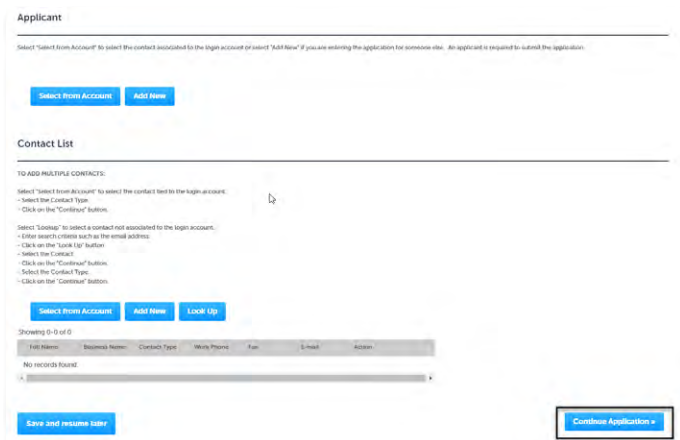 Applicant
Select "Select from Account" to select the contact associated to the login account or select "Add New" if you are entering the application for someone else. An applicant is required to submit the application.
Select from Account Add New
Contact List
TO ADD MULTIPLE CONTACTS:
Select "Select from Account" to select the contact tied to the login account.
- Select the Contact Type.
- Click on the "Continue" button.
Select "Lookup" to select a contact not associated to the login account.
- Enter search criteria such as the email address.
- Click on the "Look Up" button
- Select the Contact
- Click on the "Continue" button.
- Select the Contact Type.
- Click on the "Continue" button.
Select from Account Add New Look Up
Showing 0-0 of 0
Full Name Business Name Contact Type Work Phone Fax E-mail Action
No records found.
Save and resume later Continue Application »